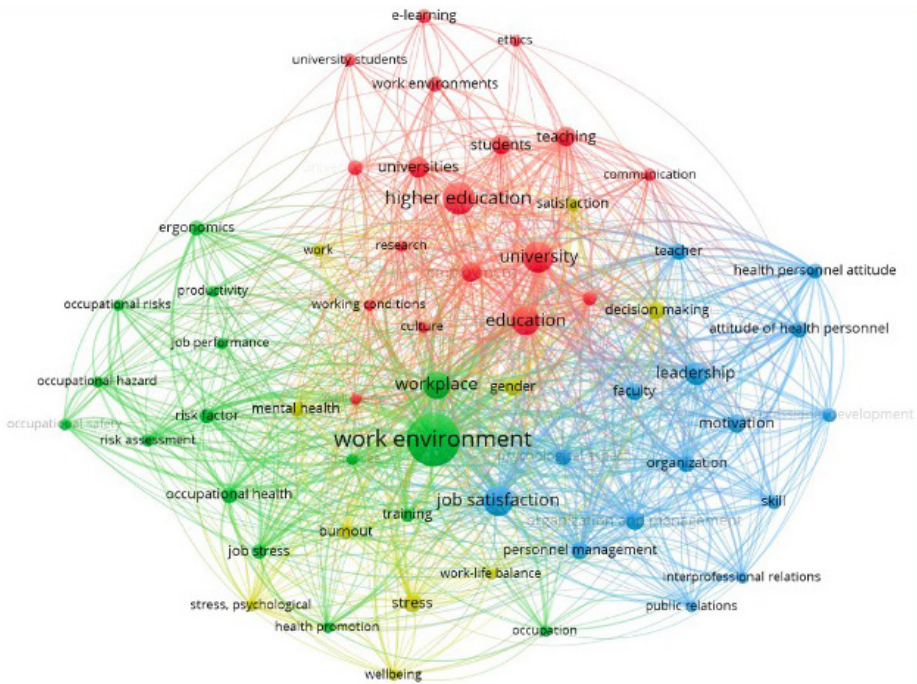 e-learning
ethics
university students
work environments
students
teaching
universities
communication
higher education
satisfaction
ergonomics
work
research
university
teacher
health personnel attitude
productivity
occupational risks
working conditions
decision making
culture
education
attitude of health personnel
job performance
leadership
occupational hazard
workplace
gender
faculty
mental health
risk factor
occupational safety
motivation
risk assessment
work environment
organization
occupational health
job satisfaction
skill
training
organization and management
burnout
job stress
personnel management
work-life balance
interprofessional relations
stress, psychological
stress
public relations
health promotion
occupation
wellbeing